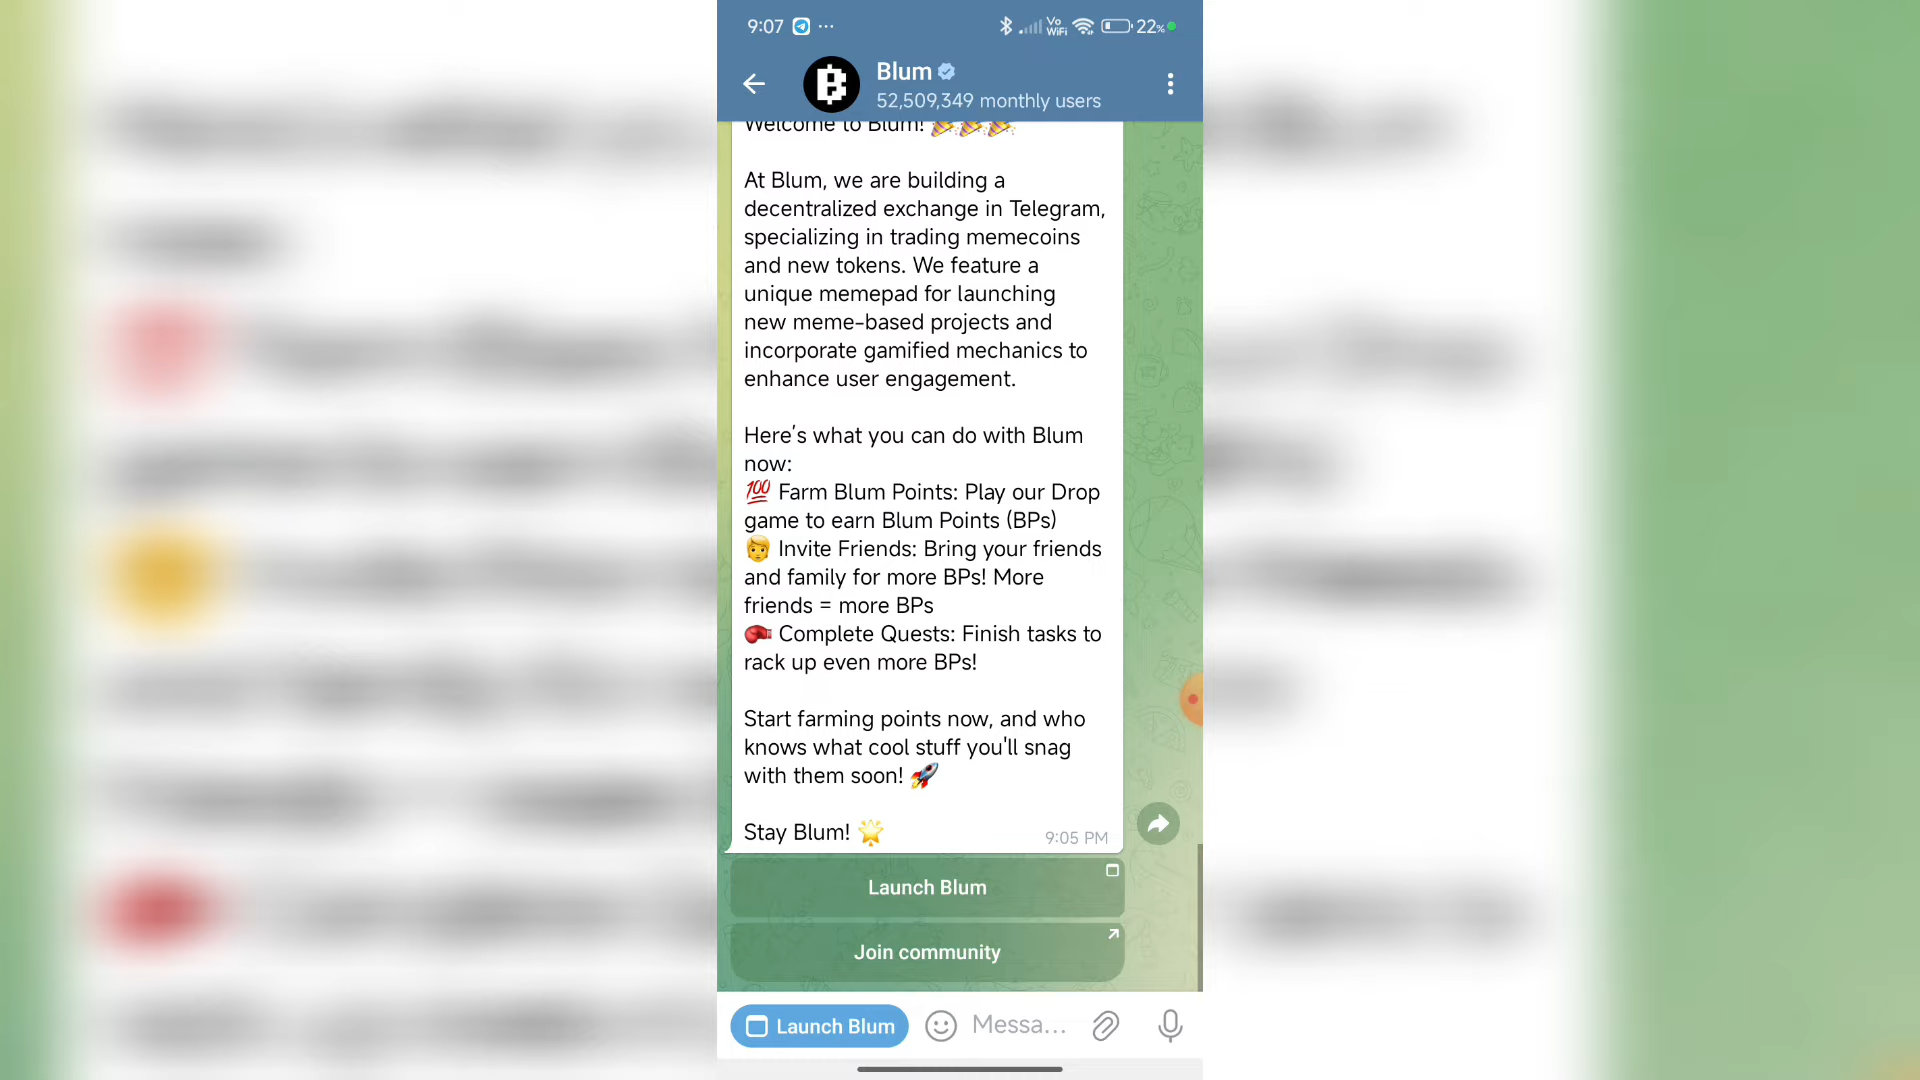 9:07
Vo
WiFi
22%
Blum
52,509,349 monthly users
Welcome to Blum! 🎉🎉🎉
At Blum, we are building a
decentralized exchange in Telegram,
specializing in trading memecoins
and new tokens. We feature a
unique memepad for launching
new meme-based projects and
incorporate gamified mechanics to
enhance user engagement.
Here's what you can do with Blum
now:
💯 Farm Blum Points: Play our Drop
game to earn Blum Points (BPs)
👱 Invite Friends: Bring your friends
and family for more BPs! More
friends = more BPs
🥊 Complete Quests: Finish tasks to
rack up even more BPs!
Start farming points now, and who
knows what cool stuff you'll snag
with them soon! 🚀
Stay Blum! 🌟
9:05 PM
Launch Blum
Join community
Launch Blum
Messa...